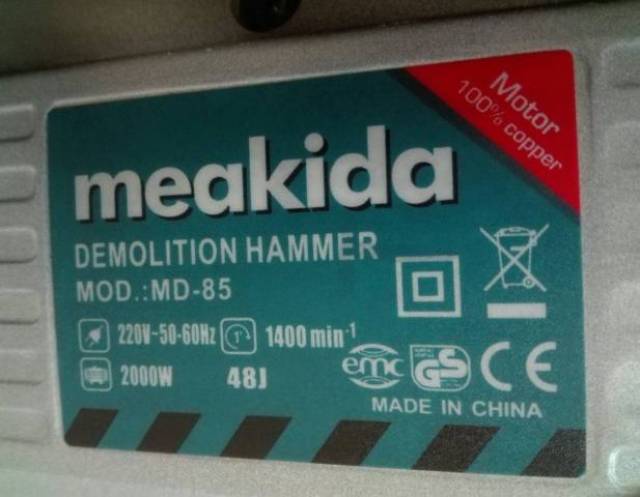 Motor
100% copper
meakida
DEMOLITION HAMMER
MOD.:MD-85
220V~50-60Hz 1400 min⁻¹
2000W 48J
emc GS CE
MADE IN CHINA